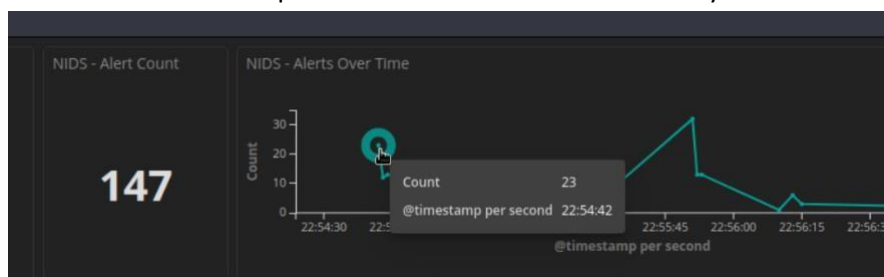 NIDS - Alert Count
147
NIDS - Alerts Over Time
Count
30
20
10
0
Count 23
@timestamp per second 22:54:42
22:54:30
22:55:45
22:56:00
22:56:15
@timestamp per second